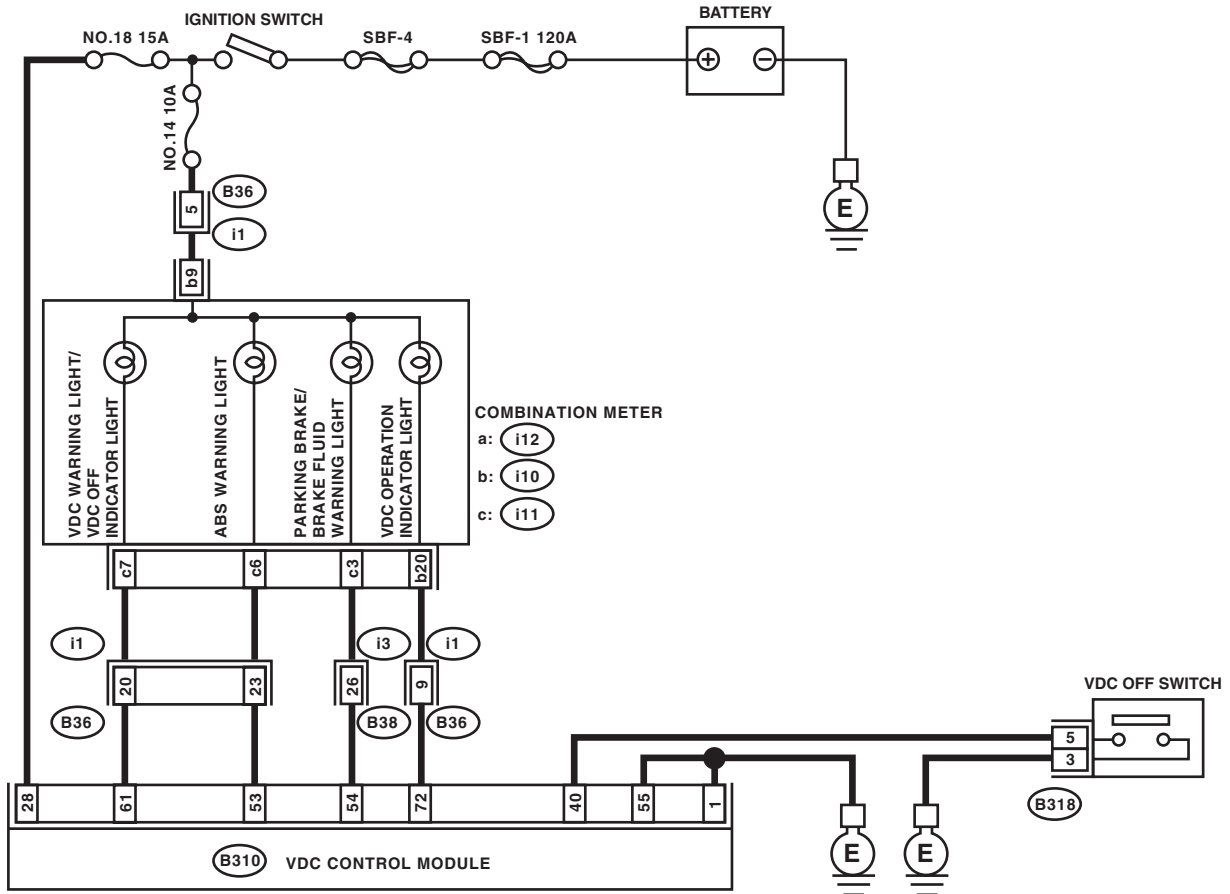 BATTERY
IGNITION SWITCH
NO.18 15A
SBF-4
SBF-1 120A
NO.14 10A
B36
5
i1
b9
E
VDC WARNING LIGHT/
VDC OFF
INDICATOR LIGHT
ABS WARNING LIGHT
PARKING BRAKE/
BRAKE FLUID
WARNING LIGHT
VDC OPERATION
INDICATOR LIGHT
COMBINATION METER
a: i12
b: i10
c: i11
c7 c6 c3 b20
i1 i3 i1
20 23 26 9
B36 B38 B36
VDC OFF SWITCH
5
3
B318
28 61 53 54 72 40 55 1
E E
B310 VDC CONTROL MODULE